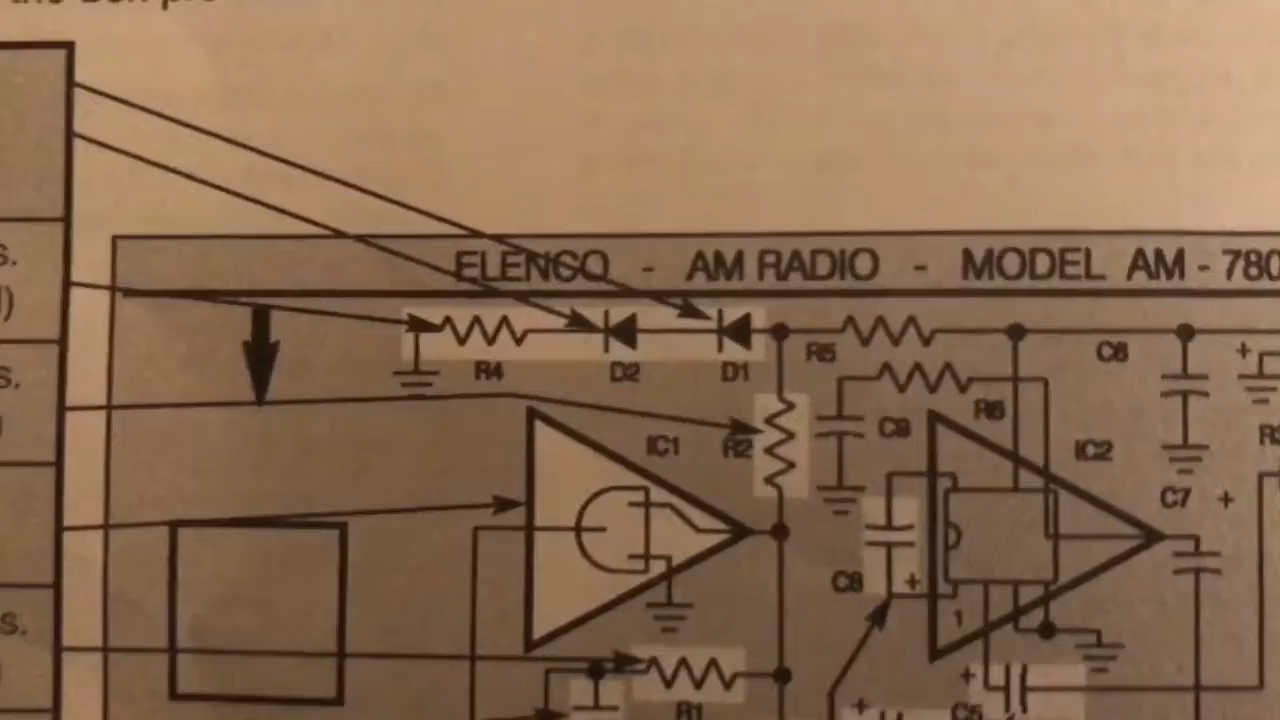 s.
)
s.
)
s.
ELENCO - AM RADIO - MODEL AM - 780
R4
D2
D1
R5
C6
+
R6
C9
IC1
R2
IC2
C7 +
C8 +
1
+
R1
+
C5